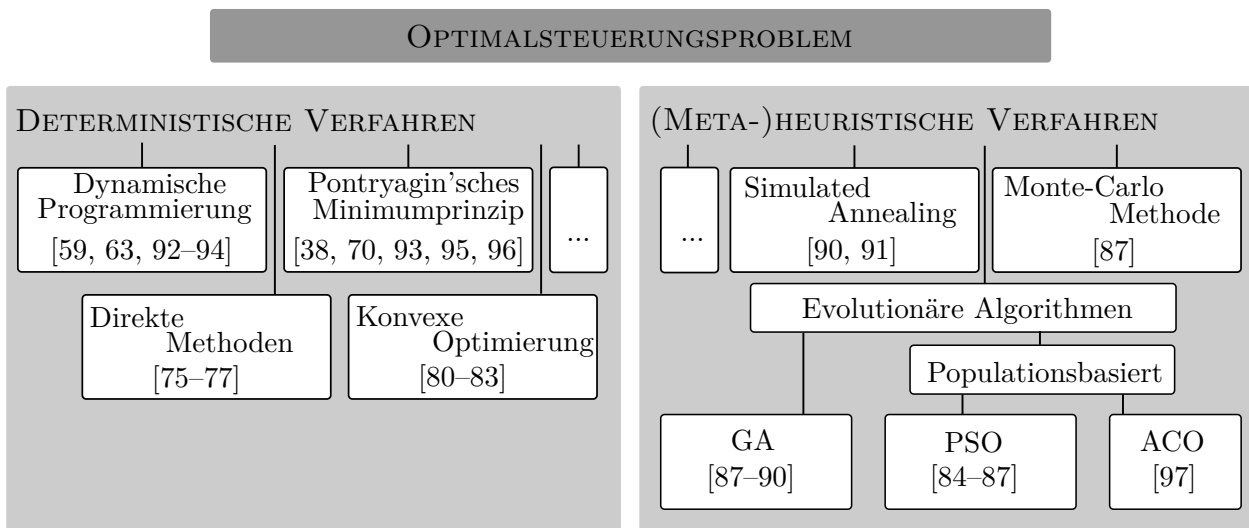 OPTIMALSTEUERUNGSPROBLEM
DETERMINISTISCHE VERFAHREN
Dynamische
Programmierung
[59, 63, 92–94]
Pontryagin'sches
Minimumprinzip
[38, 70, 93, 95, 96]
...
Direkte
Methoden
[75–77]
Konvexe
Optimierung
[80–83]
(META-)HEURISTISCHE VERFAHREN
...
Simulated
Annealing
[90, 91]
Monte-Carlo
Methode
[87]
Evolutionäre Algorithmen
Populationsbasiert
GA
[87–90]
PSO
[84–87]
ACO
[97]